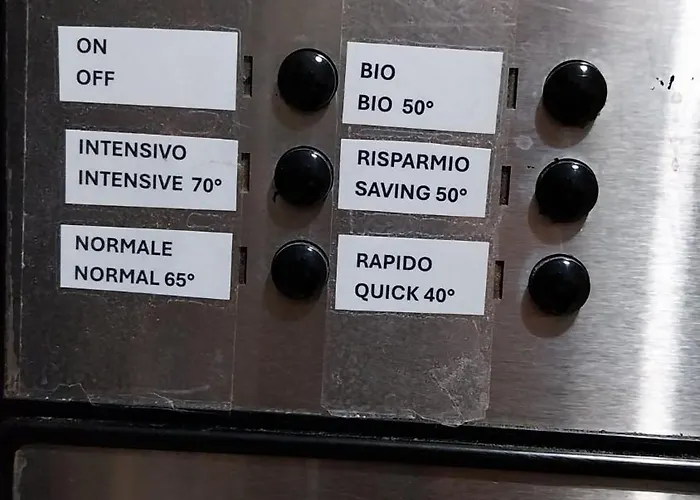 ON
OFF
INTENSIVO
INTENSIVE 70°
NORMALE
NORMAL 65°
BIO
BIO 50°
RISPARMIO
SAVING 50°
RAPIDO
QUICK 40°